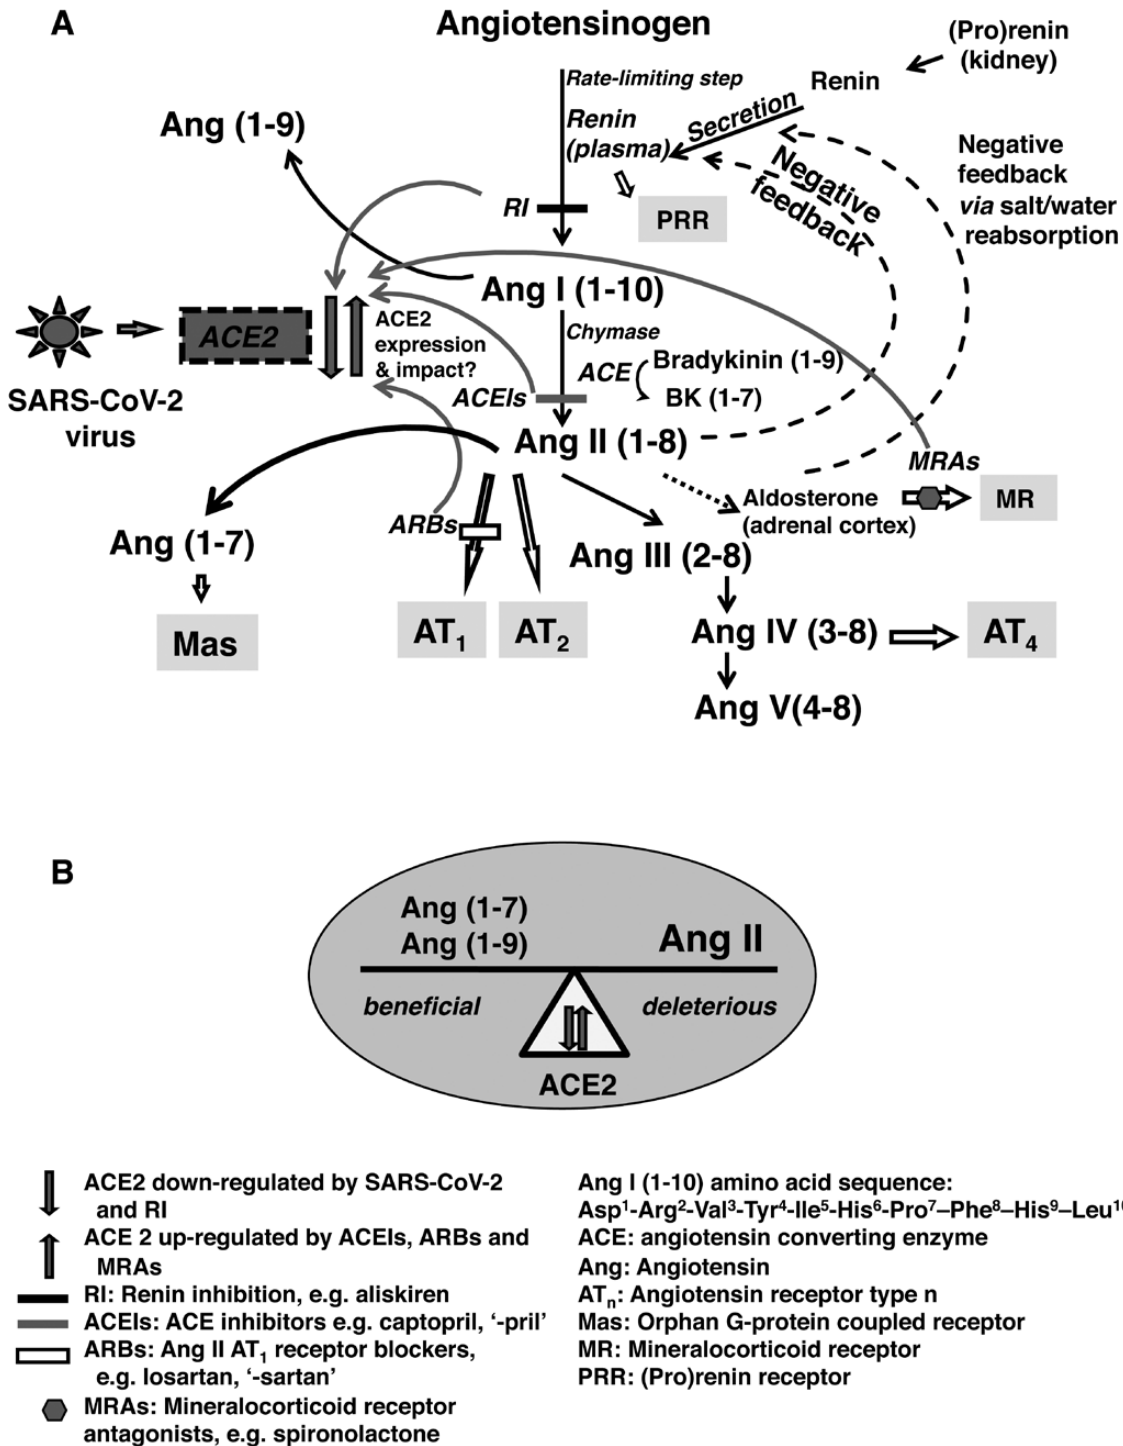 A
Angiotensinogen
(Pro)renin
(kidney)
Rate-limiting step
Renin
Secretion
Ang (1-9)
Renin
(plasma)
Negative
feedback
Negative
feedback
via salt/water
reabsorption
RI
PRR
Ang I (1-10)
ACE2
ACE2
expression
& impact?
Chymase
Bradykinin (1-9)
ACE
BK (1-7)
ACEIs
SARS-CoV-2
virus
Ang II (1-8)
MRAs
Aldosterone
(adrenal cortex)
MR
ARBs
Ang (1-7)
Ang III (2-8)
Mas
AT1
AT2
Ang IV (3-8)
AT4
Ang V(4-8)
B
Ang (1-7)
Ang (1-9)
Ang II
beneficial
deleterious
ACE2
ACE2 down-regulated by SARS-CoV-2
and RI
ACE 2 up-regulated by ACEIs, ARBs and
MRAs
RI: Renin inhibition, e.g. aliskiren
ACEIs: ACE inhibitors e.g. captopril, ‘-pril’
ARBs: Ang II AT1 receptor blockers,
e.g. losartan, ‘-sartan’
MRAs: Mineralocorticoid receptor
antagonists, e.g. spironolactone
Ang I (1-10) amino acid sequence:
Asp¹-Arg²-Val³-Tyr⁴-Ile⁵-His⁶-Pro⁷–Phe⁸–His⁹–Leu¹⁰
ACE: angiotensin converting enzyme
Ang: Angiotensin
ATn: Angiotensin receptor type n
Mas: Orphan G-protein coupled receptor
MR: Mineralocorticoid receptor
PRR: (Pro)renin receptor